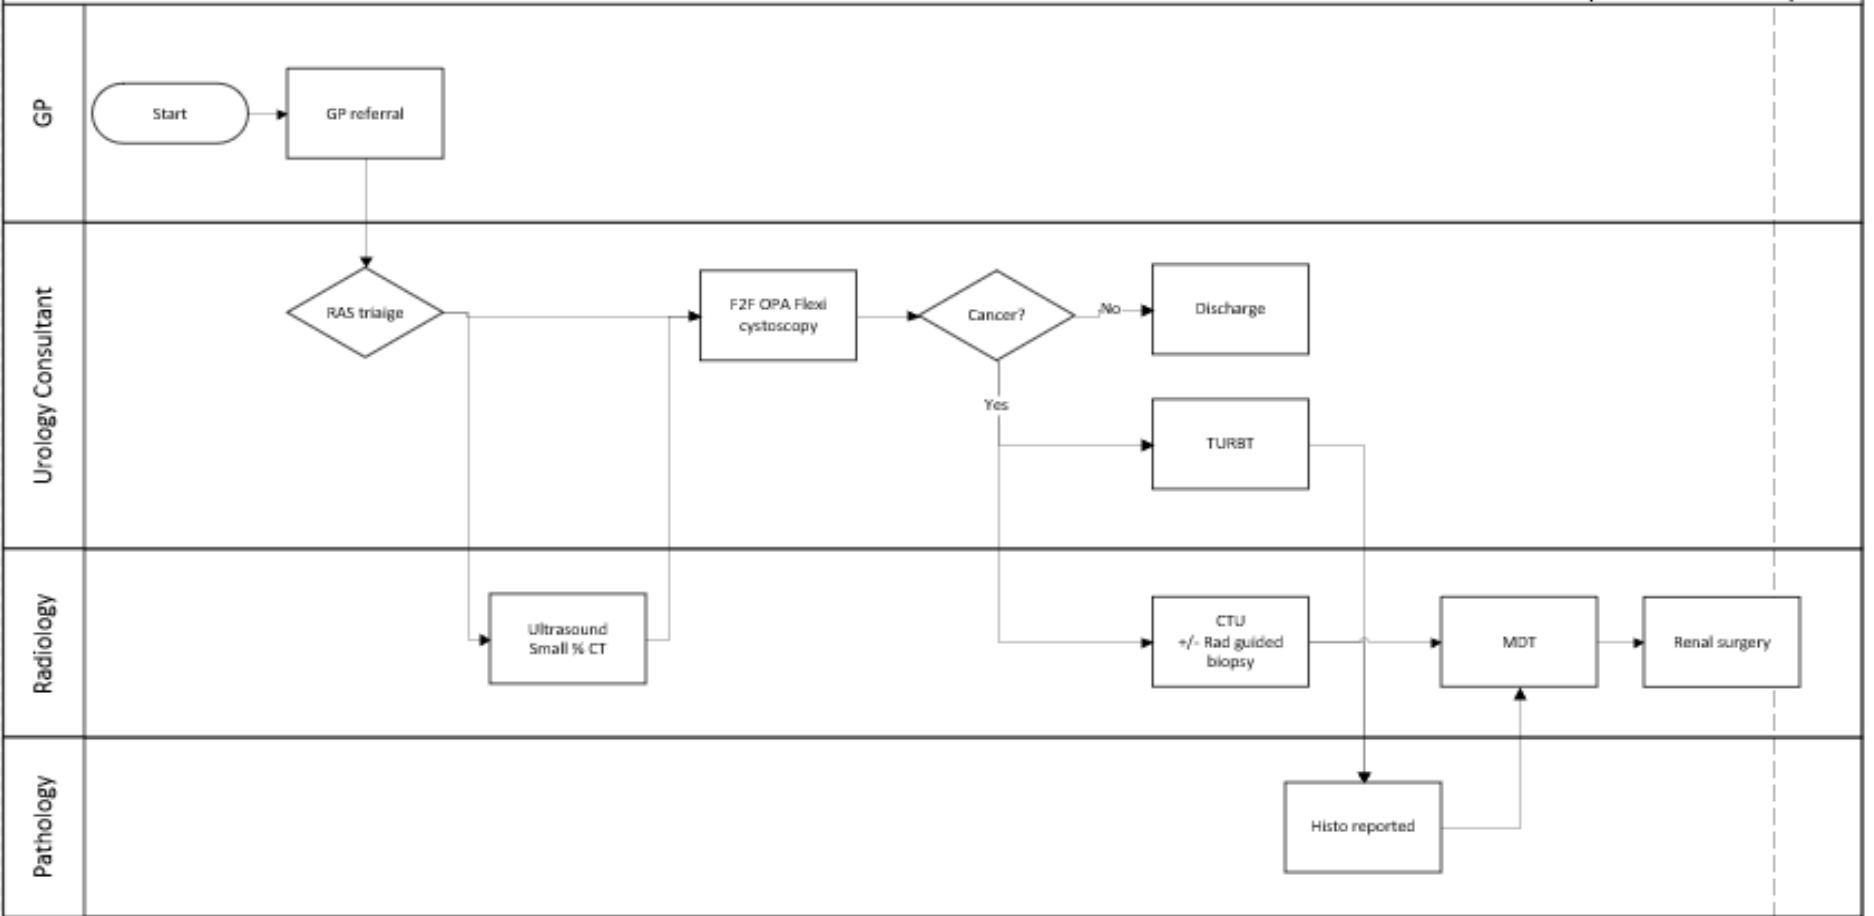 GP
Start
GP referral
Urology Consultant
RAS triaige
F2F OPA Flexi
cystoscopy
Cancer?
No
Discharge
Yes
TURBT
Radiology
Ultrasound
Small % CT
CTU
+/- Rad guided
biopsy
MDT
Renal surgery
Pathology
Histo reported